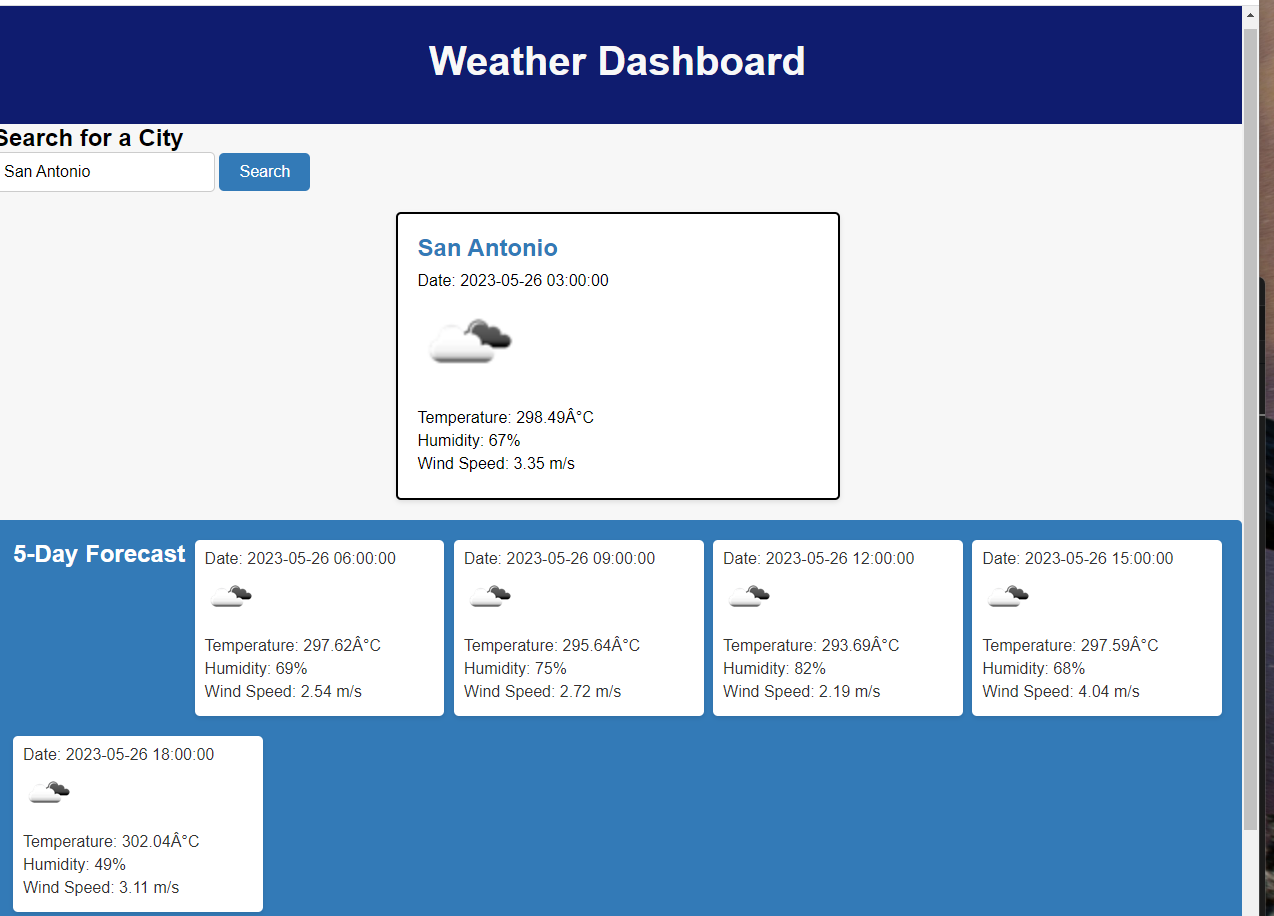 Weather Dashboard
Search for a City
San Antonio
Search
San Antonio
Date: 2023-05-26 03:00:00
Temperature: 298.49Â°C
Humidity: 67%
Wind Speed: 3.35 m/s
5-Day Forecast
Date: 2023-05-26 06:00:00
Temperature: 297.62Â°C
Humidity: 69%
Wind Speed: 2.54 m/s
Date: 2023-05-26 09:00:00
Temperature: 295.64Â°C
Humidity: 75%
Wind Speed: 2.72 m/s
Date: 2023-05-26 12:00:00
Temperature: 293.69Â°C
Humidity: 82%
Wind Speed: 2.19 m/s
Date: 2023-05-26 15:00:00
Temperature: 297.59Â°C
Humidity: 68%
Wind Speed: 4.04 m/s
Date: 2023-05-26 18:00:00
Temperature: 302.04Â°C
Humidity: 49%
Wind Speed: 3.11 m/s